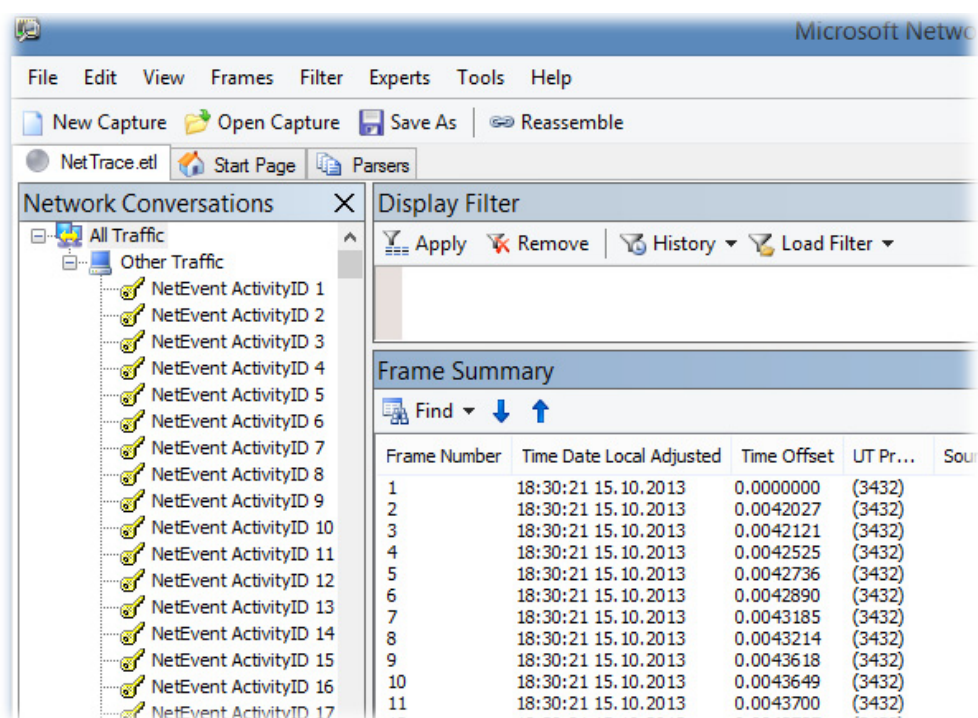 Microsoft Netwo
File Edit View Frames Filter Experts Tools Help
New Capture Open Capture Save As Reassemble
NetTrace.etl Start Page Parsers
Network Conversations
All Traffic
Other Traffic
NetEvent ActivityID 1
NetEvent ActivityID 2
NetEvent ActivityID 3
NetEvent ActivityID 4
NetEvent ActivityID 5
NetEvent ActivityID 6
NetEvent ActivityID 7
NetEvent ActivityID 8
NetEvent ActivityID 9
NetEvent ActivityID 10
NetEvent ActivityID 11
NetEvent ActivityID 12
NetEvent ActivityID 13
NetEvent ActivityID 14
NetEvent ActivityID 15
NetEvent ActivityID 16
NetEvent ActivityID 17
Display Filter
Apply Remove History Load Filter
Frame Summary
Find
Frame Number Time Date Local Adjusted Time Offset UT Pr... Sou
1 18:30:21 15.10.2013 0.0000000 (3432)
2 18:30:21 15.10.2013 0.0042027 (3432)
3 18:30:21 15.10.2013 0.0042121 (3432)
4 18:30:21 15.10.2013 0.0042525 (3432)
5 18:30:21 15.10.2013 0.0042736 (3432)
6 18:30:21 15.10.2013 0.0042890 (3432)
7 18:30:21 15.10.2013 0.0043185 (3432)
8 18:30:21 15.10.2013 0.0043214 (3432)
9 18:30:21 15.10.2013 0.0043618 (3432)
10 18:30:21 15.10.2013 0.0043649 (3432)
11 18:30:21 15.10.2013 0.0043700 (3432)